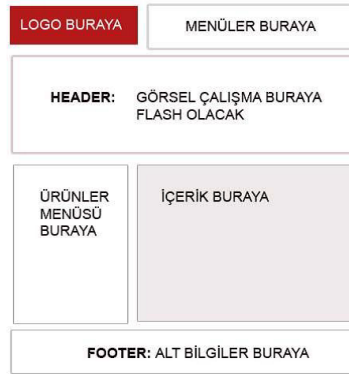 LOGO BURAYA
MENÜLER BURAYA
HEADER: GÖRSEL ÇALIŞMA BURAYA
FLASH OLACAK
ÜRÜNLER
MENÜSÜ
BURAYA
İÇERİK BURAYA
FOOTER: ALT BİLGİLER BURAYA